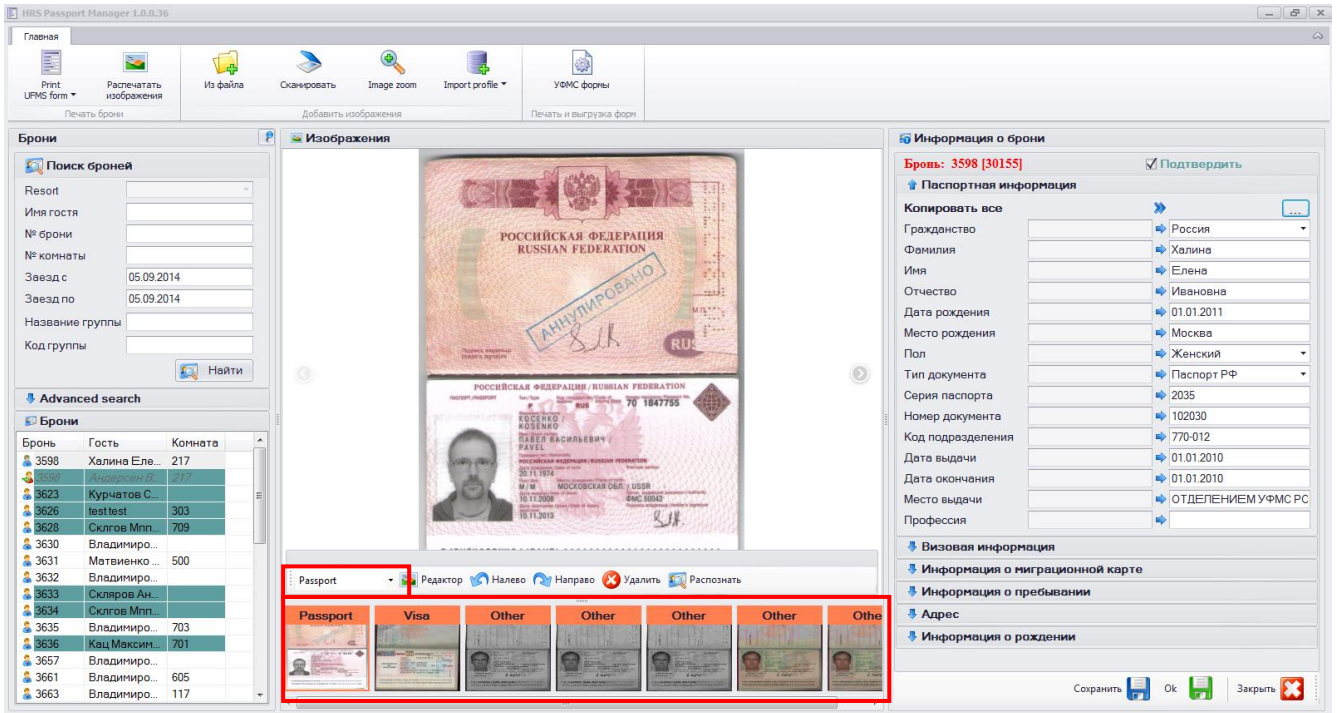 HRS Passport Manager 1.0.0.36
Главная
Print UFMS form
Распечатать изображения
Из файла
Сканировать
Image zoom
Import profile
УФМС формы
Печать брони
Добавить изображения
Печать и выгрузка форм
Брони
Поиск броней
Resort
Имя гостя
№ брони
№ комнаты
Заезд с 05.09.2014
Заезд по 05.09.2014
Название группы
Код группы
Найти
Advanced search
Брони
Бронь Гость Комната
3598 Халина Еле... 217
3598 Андерсен В... 217
3623 Курчатов С...
3626 test test 303
3628 Склгов Мпп... 709
3630 Владимиро...
3631 Матвиенко ... 500
3632 Владимиро...
3633 Скляров Ан...
3634 Склгов Мпп...
3635 Владимиро... 703
3636 Кац Максим... 701
3657 Владимиро...
3661 Владимиро... 605
3663 Владимиро... 117
Изображения
РОССИЙСКАЯ ФЕДЕРАЦИЯ
RUSSIAN FEDERATION
АННУЛИРОВАНО
RUS
РОССИЙСКАЯ ФЕДЕРАЦИЯ / RUSSIAN FEDERATION
P RUS 70 1847755
КОСЕНКО /
KOSENKO
ПАВЕЛ ВАСИЛЬЕВИЧ /
PAVEL
РОССИЙСКАЯ ФЕДЕРАЦИЯ / RUSSIAN FEDERATION
20.11.1974
М / M МОСКОВСКАЯ ОБЛ. / USSR
10.11.2008 ФМС 50042
10.11.2013
Passport
Редактор
Налево
Направо
Удалить
Распознать
Passport Visa Other Other Other Other Othe
Информация о брони
Бронь: 3598 [30155] Подтвердить
Паспортная информация
Копировать все ...
Гражданство Россия
Фамилия Халина
Имя Елена
Отчество Ивановна
Дата рождения 01.01.2011
Место рождения Москва
Пол Женский
Тип документа Паспорт РФ
Серия паспорта 2035
Номер документа 102030
Код подразделения 770-012
Дата выдачи 01.01.2010
Дата окончания 01.01.2010
Место выдачи ОТДЕЛЕНИЕМ УФМС РС
Профессия
Визовая информация
Информация о миграционной карте
Информация о пребывании
Адрес
Информация о рождении
Сохранить
Ok
Закрыть